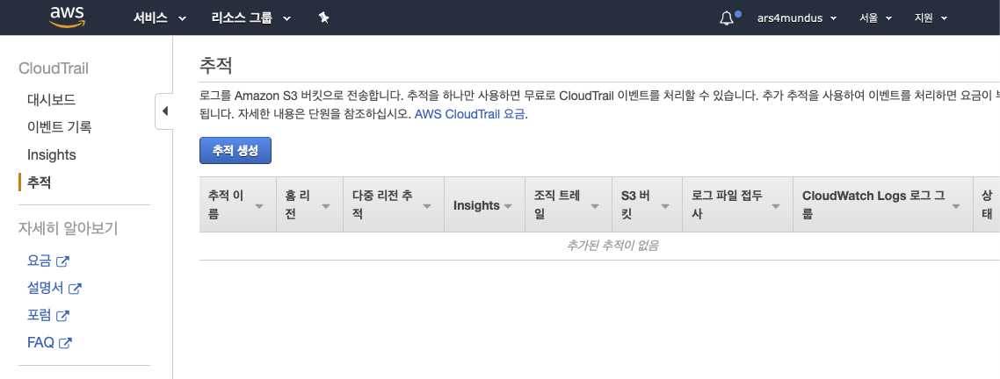 aws 서비스 리소스 그룹 ars4mundus 서울 지원
CloudTrail
대시보드
이벤트 기록
Insights
추적
자세히 알아보기
요금
설명서
포럼
FAQ
추적
로그를 Amazon S3 버킷으로 전송합니다. 추적을 하나만 사용하면 무료로 CloudTrail 이벤트를 처리할 수 있습니다. 추가 추적을 사용하여 이벤트를 처리하면 요금이
됩니다. 자세한 내용은 단원을 참조하십시오. AWS CloudTrail 요금.
추적 생성
추적 이 홈 리 다중 리전 추 Insights 조직 트레 S3 버 로그 파일 접두 CloudWatch Logs 로그 그 상
름 전 적 일 킷 사 룹 태
추가된 추적이 없음